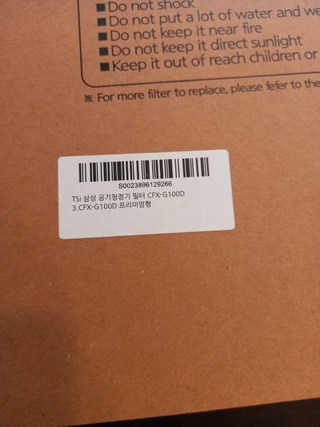 ■Do not shock
■Do not put a lot of water and we
■Do not keep it near fire
■Do not keep it direct sunlight
■Keep it out of reach children or
※ For more filter to replace, please fefer to the
S0023896129266
TSi 삼성 공기청정기 필터 CFX-G100D
3.CFX-G100D 프리미엄형